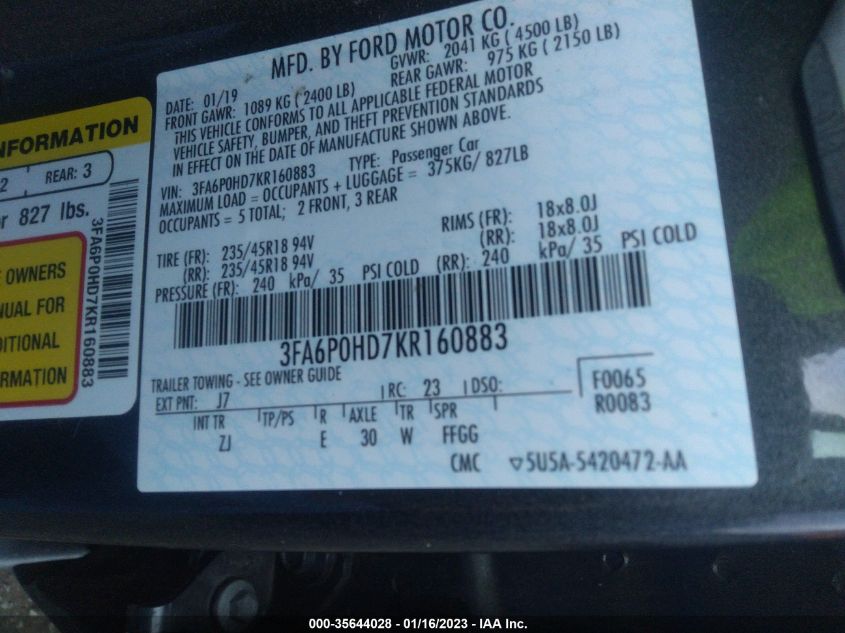 NFORMATION
2 REAR: 3
or 827 lbs.
E OWNERS
NUAL FOR
DITIONAL
RMATION
3FA6P0HD7KR160883
MFD. BY FORD MOTOR CO.
DATE: 01/19 GVWR: 2041 KG ( 4500 LB)
FRONT GAWR: 1089 KG (2400 LB) REAR GAWR: 975 KG ( 2150 LB)
THIS VEHICLE CONFORMS TO ALL APPLICABLE FEDERAL MOTOR
VEHICLE SAFETY, BUMPER, AND THEFT PREVENTION STANDARDS
IN EFFECT ON THE DATE OF MANUFACTURE SHOWN ABOVE.
VIN: 3FA6P0HD7KR160883 TYPE: Passenger Car
MAXIMUM LOAD = OCCUPANTS + LUGGAGE = 375KG/ 827LB
OCCUPANTS = 5 TOTAL; 2 FRONT, 3 REAR
TIRE (FR): 235/45R18 94V RIMS (FR): 18x8.0J
(RR): 235/45R18 94V (RR): 18x8.0J
PRESSURE (FR): 240 kPa/ 35 PSI COLD (RR): 240 kPa/ 35 PSI COLD
3FA6P0HD7KR160883
TRAILER TOWING - SEE OWNER GUIDE
EXT PNT: J7 RC: 23 DSO: F0065
R0083
INT TR TP/PS R AXLE TR SPR
ZJ E 30 W FFGG
CMC ▽5U5A-5420472-AA
000-35644028 - 01/16/2023 - IAA Inc.